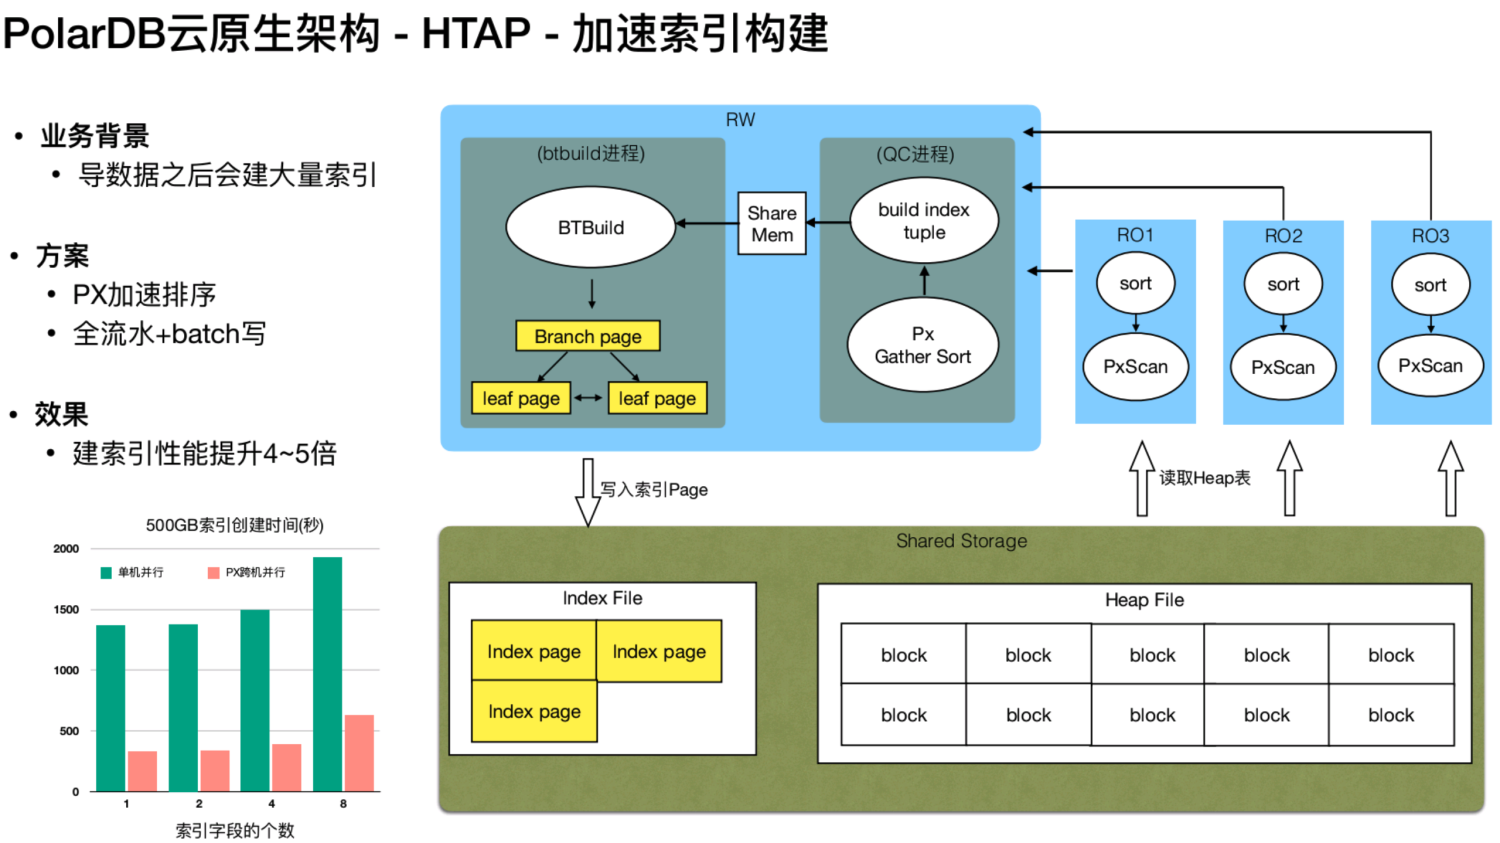 PolarDB云原生架构 - HTAP - 加速索引构建
• 业务背景
• 导数据之后会建大量索引
• 方案
• PX加速排序
• 全流水+batch写
• 效果
• 建索引性能提升4~5倍
500GB索引创建时间(秒)
单机并行
PX跨机并行
2000
1500
1000
500
0
1 2 4 8
索引字段的个数
RW
(btbuild进程)
BTBuild
Branch page
leaf page
leaf page
Share
Mem
(QC进程)
build index
tuple
Px
Gather Sort
RO1
sort
PxScan
RO2
sort
PxScan
RO3
sort
PxScan
写入索引Page
读取Heap表
Shared Storage
Index File
Index page Index page
Index page
Heap File
block block block block block
block block block block block